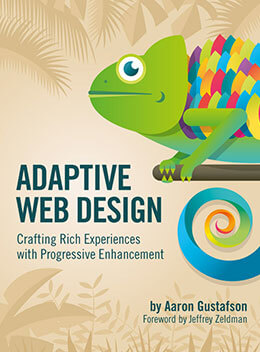 ADAPTIVE
WEB DESIGN
Crafting Rich Experiences
with Progressive Enhancement
by Aaron Gustafson
Foreword by Jeffrey Zeldman